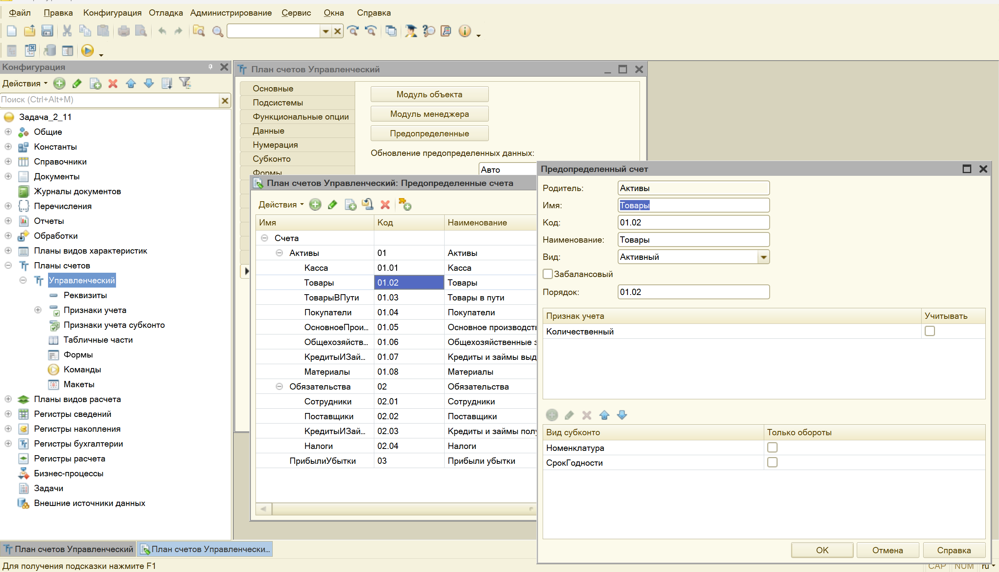 Файл Правка Конфигурация Отладка Администрирование Сервис Окна Справка
Конфигурация
Действия
Поиск (Ctrl+Alt+M)
Задача_2_11
Общие
Константы
Справочники
Документы
Журналы документов
Перечисления
Отчеты
Обработки
Планы видов характеристик
Планы счетов
Управленческий
Реквизиты
Признаки учета
Признаки учета субконто
Табличные части
Формы
Команды
Макеты
Планы видов расчета
Регистры сведений
Регистры накопления
Регистры бухгалтерии
Регистры расчета
Бизнес-процессы
Задачи
Внешние источники данных
План счетов Управленческий
Основные
Подсистемы
Функциональные опции
Данные
Нумерация
Субконто
Формы
Модуль объекта
Модуль менеджера
Предопределенные
Обновление предопределенных данных:
Авто
План счетов Управленческий: Предопределенные счета
Действия
Имя Код Наименование
Счета
Активы 01 Активы
Касса 01.01 Касса
Товары 01.02 Товары
ТоварыВПути 01.03 Товары в пути
Покупатели 01.04 Покупатели
ОсновноеПрои... 01.05 Основное производств
Общехозяйств... 01.06 Общехозяйственные з
КредитыИЗай... 01.07 Кредиты и займы выд
Материалы 01.08 Материалы
Обязательства 02 Обязательства
Сотрудники 02.01 Сотрудники
Поставщики 02.02 Поставщики
КредитыИЗай... 02.03 Кредиты и займы полу
Налоги 02.04 Налоги
ПрибылиУбытки 03 Прибыли убытки
Предопределенный счет
Родитель: Активы
Имя: Товары
Код: 01.02
Наименование: Товары
Вид: Активный
Забалансовый
Порядок: 01.02
Признак учета Учитывать
Количественный
Вид субконто Только обороты
Номенклатура
СрокГодности
OK Отмена Справка
План счетов Управленческий План счетов Управленчески...
Для получения подсказки нажмите F1
CAP NUM ru